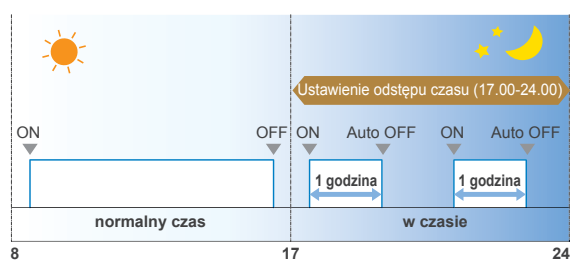 Ustawienie odstępu czasu (17.00-24.00)
ON OFF ON Auto OFF ON Auto OFF
1 godzina 1 godzina
normalny czas w czasie
8 17 24